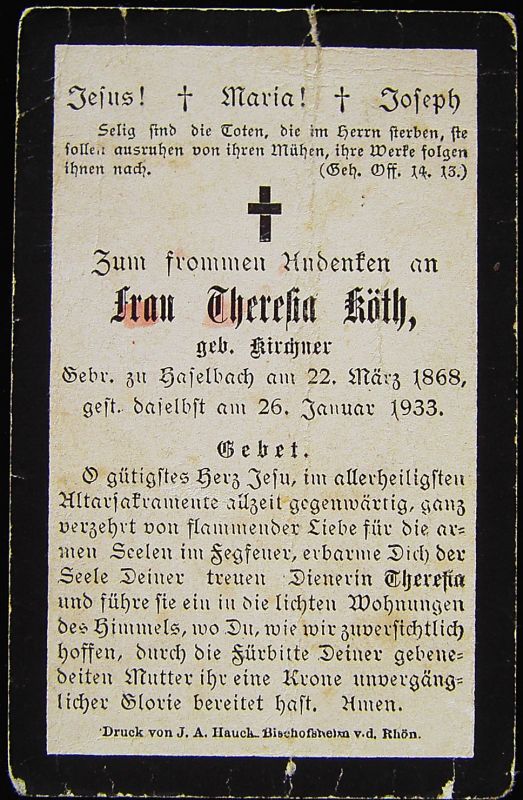 Jesus! † Maria! † Joseph
Selig sind die Toten, die im Herrn sterben, sie
sollen ausruhen von ihren Mühen, ihre Werke folgen
ihnen nach. (Geh. Off. 14. 13.)
Zum frommen Andenken an
Frau Theresia Köth,
geb. Kirchner
Gebr. zu Haselbach am 22. März 1868,
gest. daselbst am 26. Januar 1933.
Gebet.
O gütigstes Herz Jesu, im allerheiligsten
Altarsakramente allzeit gegenwärtig, ganz
verzehrt von flammender Liebe für die ar-
men Seelen im Fegfeuer, erbarme Dich der
Seele Deiner treuen Dienerin Theresia
und führe sie ein in die lichten Wohnungen
des Himmels, wo Du, wie wir zuversichtlich
hoffen, durch die Fürbitte Deiner gebene-
deiten Mutter ihr eine Krone unvergäng-
licher Glorie bereitet hast. Amen.
Druck von J. A. Hauck Bischofsheim v.d. Rhön.